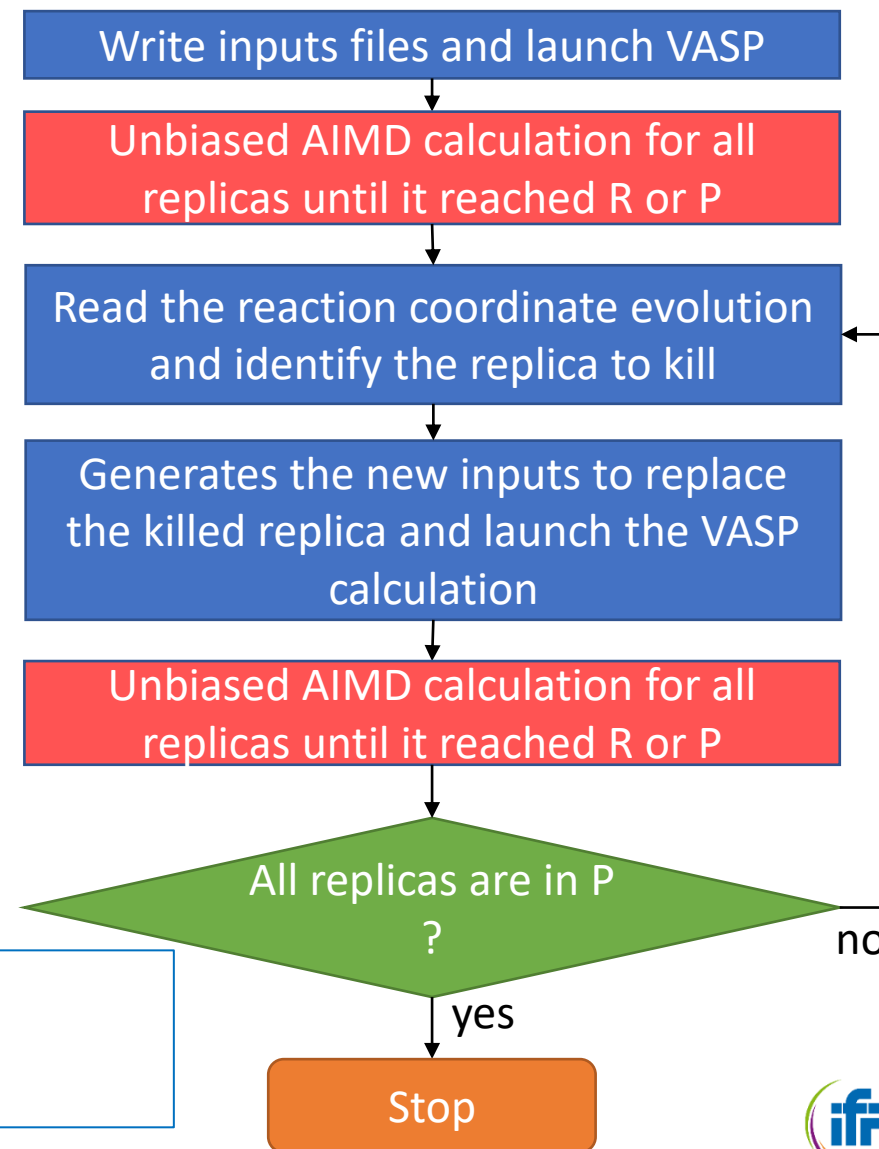 Write inputs files and launch VASP
Unbiased AIMD calculation for all
replicas until it reached R or P
Read the reaction coordinate evolution
and identify the replica to kill
Generates the new inputs to replace
the killed replica and launch the VASP
calculation
Unbiased AIMD calculation for all
replicas until it reached R or P
All replicas are in P
?
no
yes
Stop